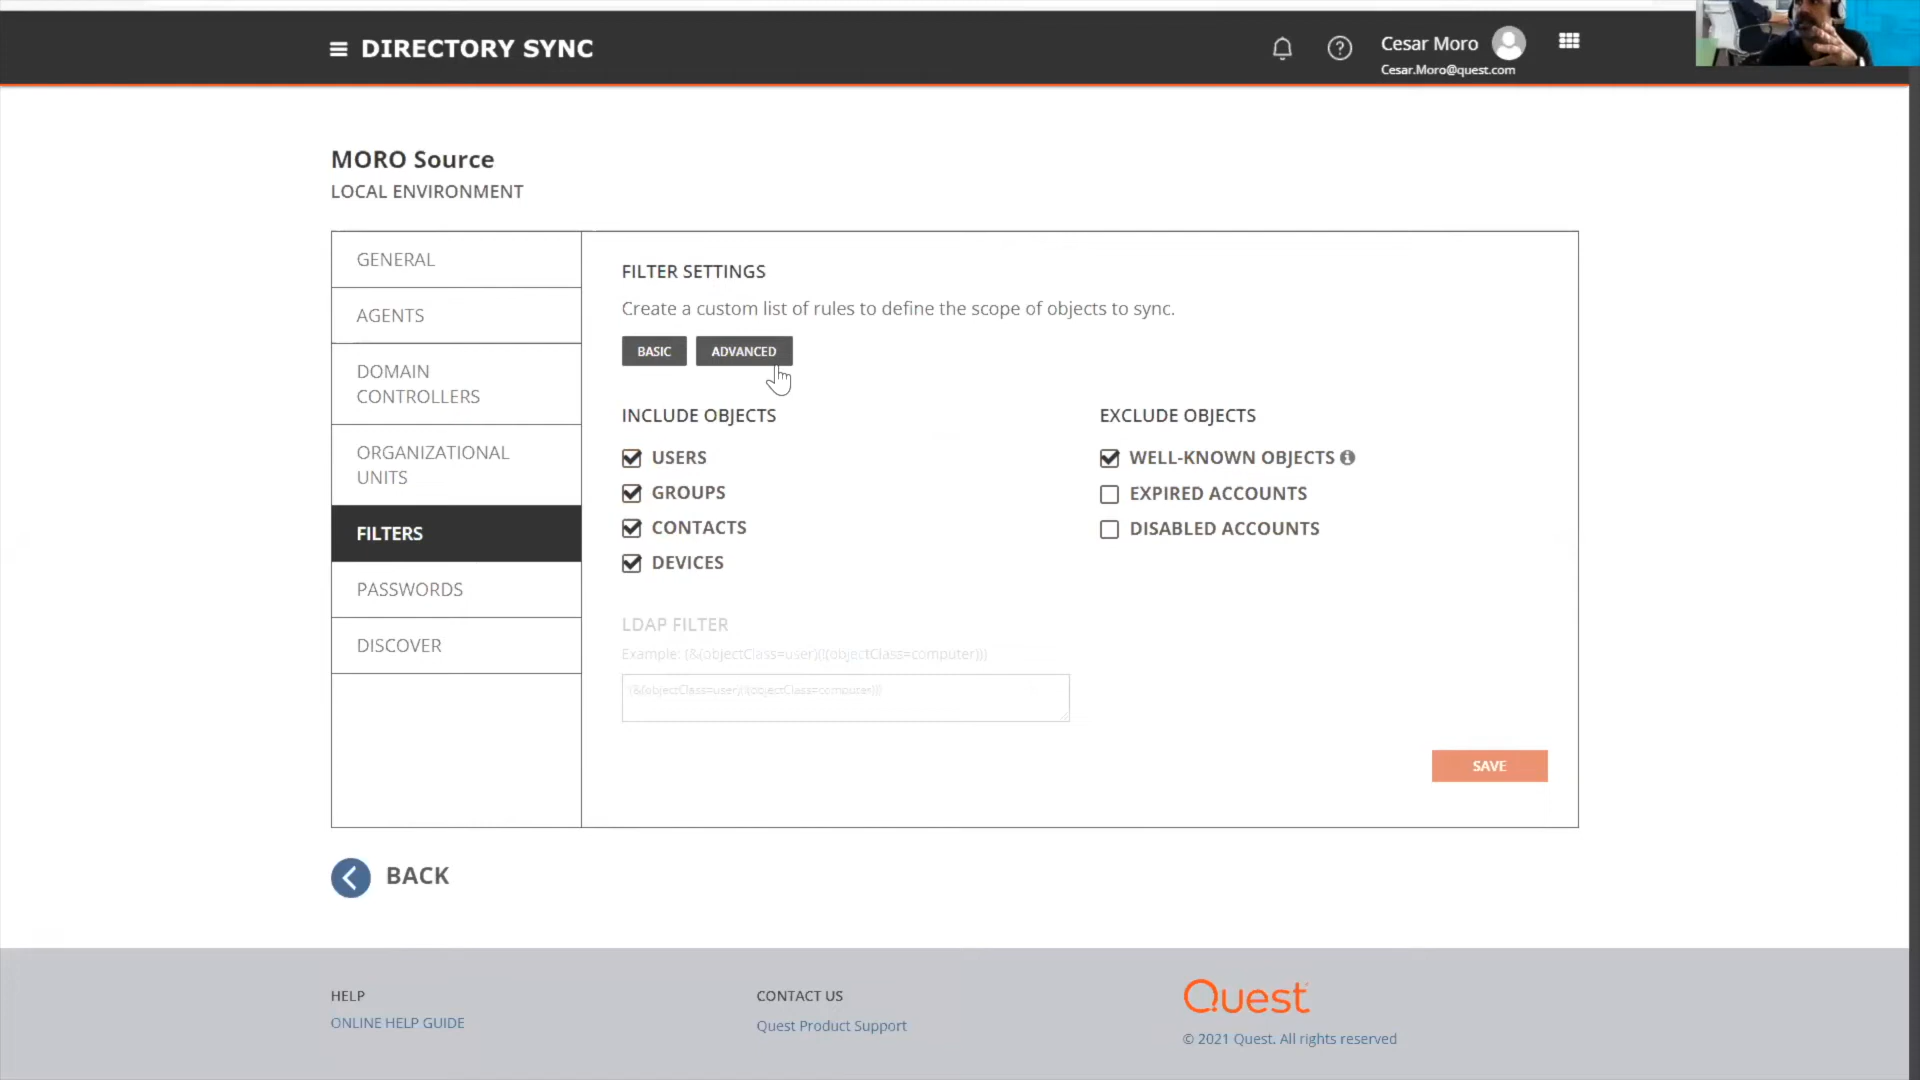 DIRECTORY SYNC
Cesar Moro
Cesar.Moro@quest.com
MORO Source
LOCAL ENVIRONMENT
GENERAL
AGENTS
DOMAIN
CONTROLLERS
ORGANIZATIONAL
UNITS
FILTERS
PASSWORDS
DISCOVER
FILTER SETTINGS
Create a custom list of rules to define the scope of objects to sync.
BASIC
ADVANCED
INCLUDE OBJECTS
USERS
GROUPS
CONTACTS
DEVICES
EXCLUDE OBJECTS
WELL-KNOWN OBJECTS
EXPIRED ACCOUNTS
DISABLED ACCOUNTS
LDAP FILTER
Example: (&(objectClass=user)(!(objectClass=computer)))
(&(objectClass=user)(!(objectClass=computer)))
SAVE
BACK
HELP
ONLINE HELP GUIDE
CONTACT US
Quest Product Support
Quest
© 2021 Quest. All rights reserved